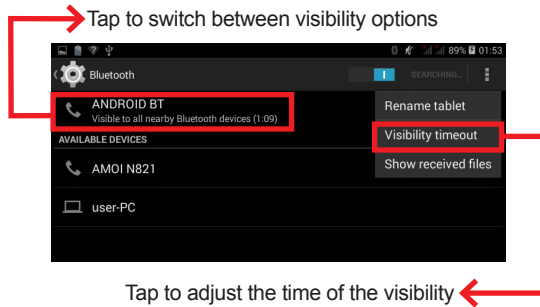 Tap to switch between visibility options
89% 01:53
Bluetooth
SEARCHING...
ANDROID BT
Visible to all nearby Bluetooth devices (1:09)
AVAILABLE DEVICES
AMOI N821
user-PC
Rename tablet
Visibility timeout
Show received files
Tap to adjust the time of the visibility